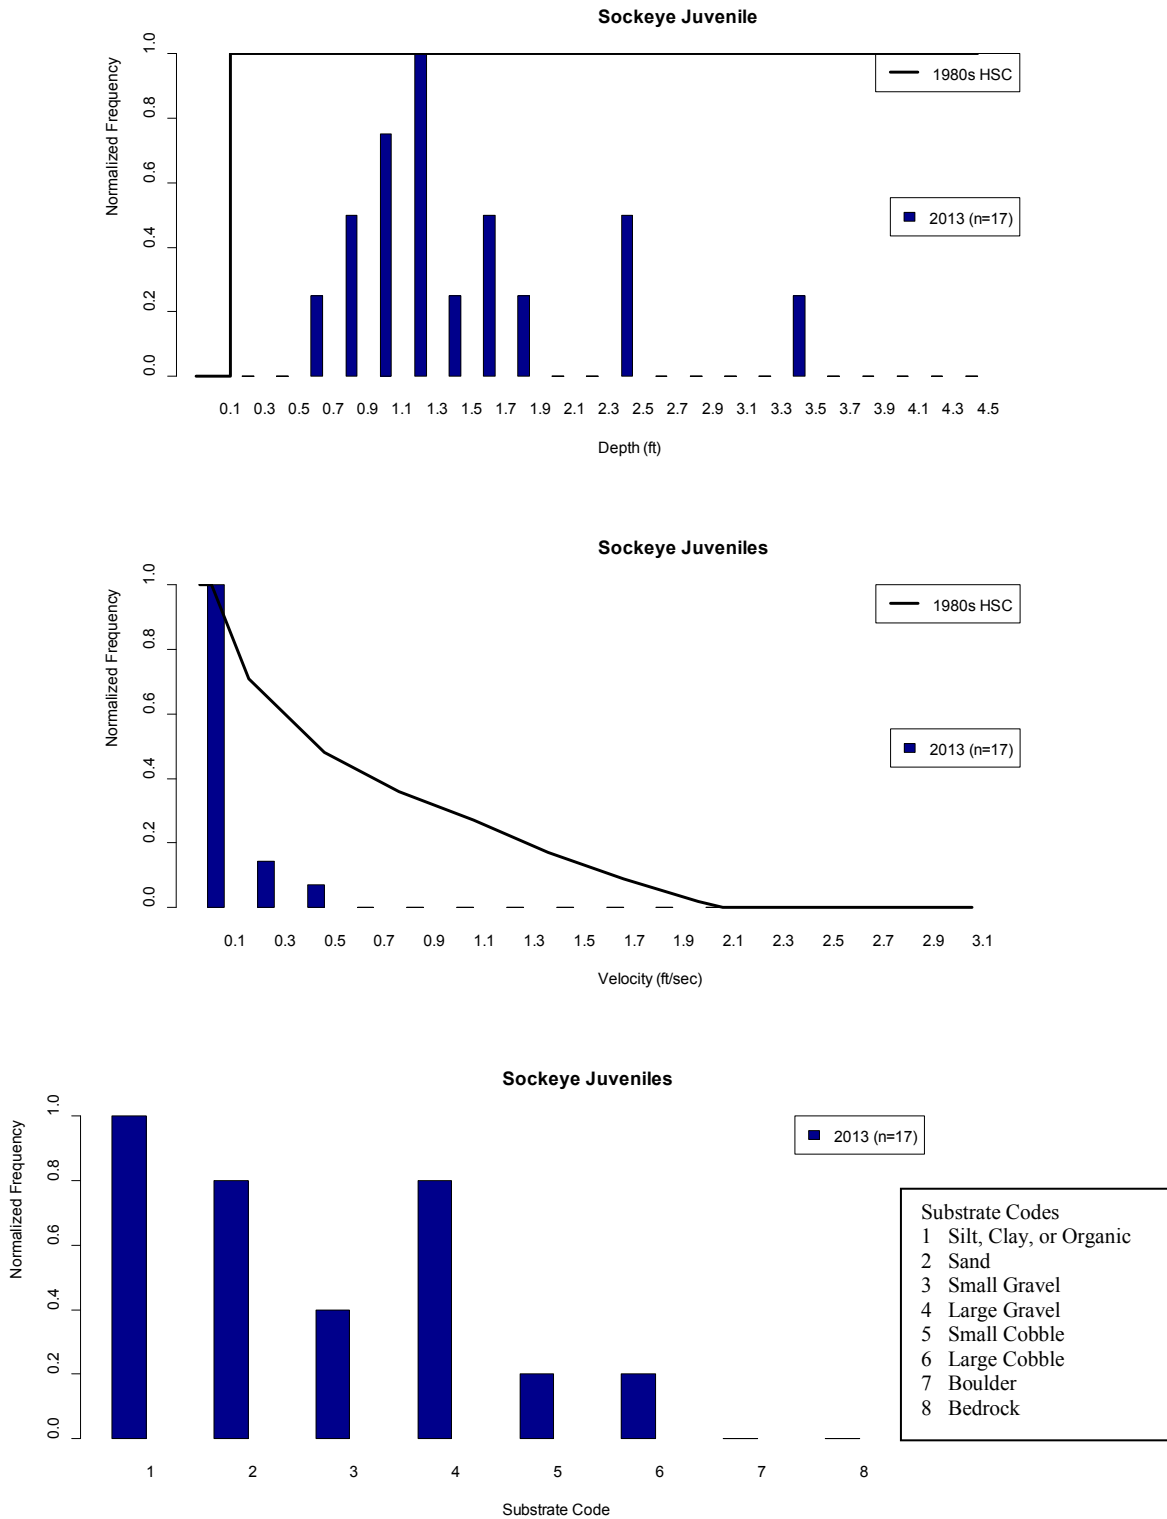 Sockeye Juvenile
1.0
0.8
0.6
0.4
0.2
0.0
Normalized Frequency
1980s HSC
2013 (n=17)
0.1 0.3 0.5 0.7 0.9 1.1 1.3 1.5 1.7 1.9 2.1 2.3 2.5 2.7 2.9 3.1 3.3 3.5 3.7 3.9 4.1 4.3 4.5
Depth (ft)
Sockeye Juveniles
1.0
0.8
0.6
0.4
0.2
0.0
Normalized Frequency
1980s HSC
2013 (n=17)
0.1 0.3 0.5 0.7 0.9 1.1 1.3 1.5 1.7 1.9 2.1 2.3 2.5 2.7 2.9 3.1
Velocity (ft/sec)
Sockeye Juveniles
1.0
0.8
0.6
0.4
0.2
0.0
Normalized Frequency
2013 (n=17)
Substrate Codes
1 Silt, Clay, or Organic
2 Sand
3 Small Gravel
4 Large Gravel
5 Small Cobble
6 Large Cobble
7 Boulder
8 Bedrock
1 2 3 4 5 6 7 8
Substrate Code